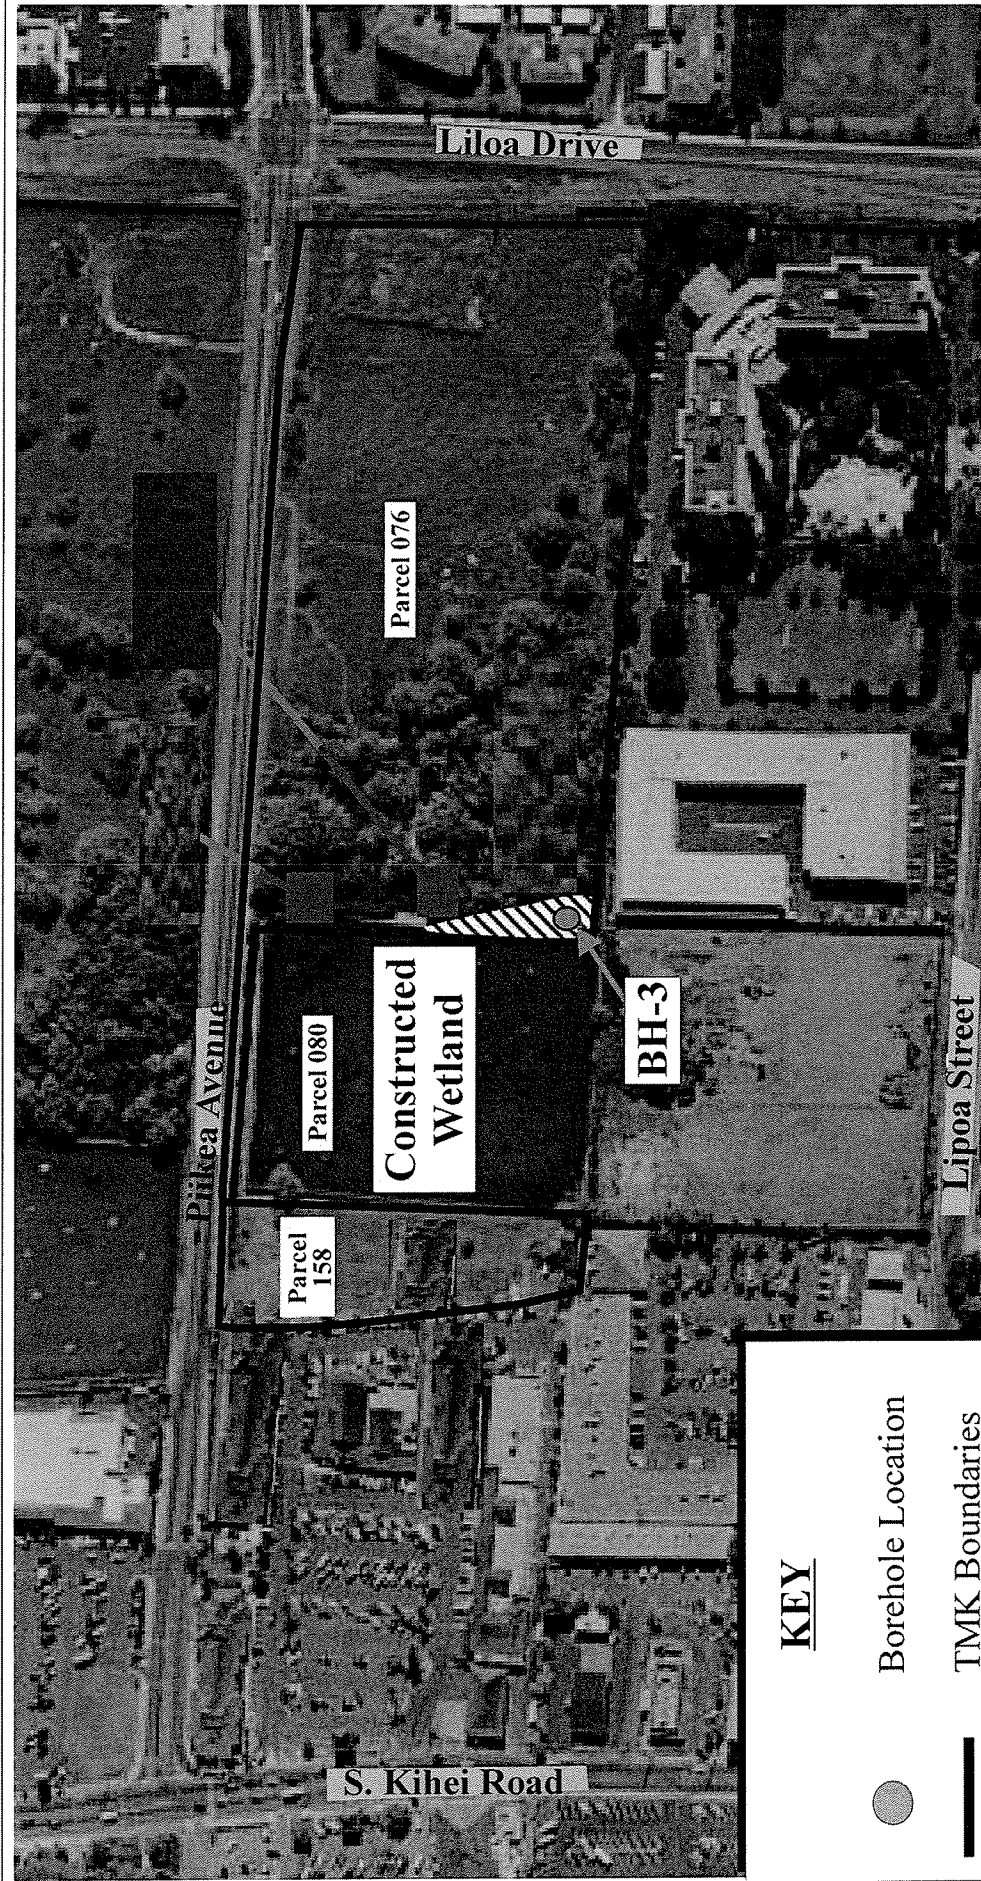 Liloa Drive
Parcel 076
Piikea Avenue
Parcel 080
Constructed
Wetland
BH-3
Parcel
158
Lipoa Street
S. Kihei Road
KEY
Borehole Location
TMK Boundaries